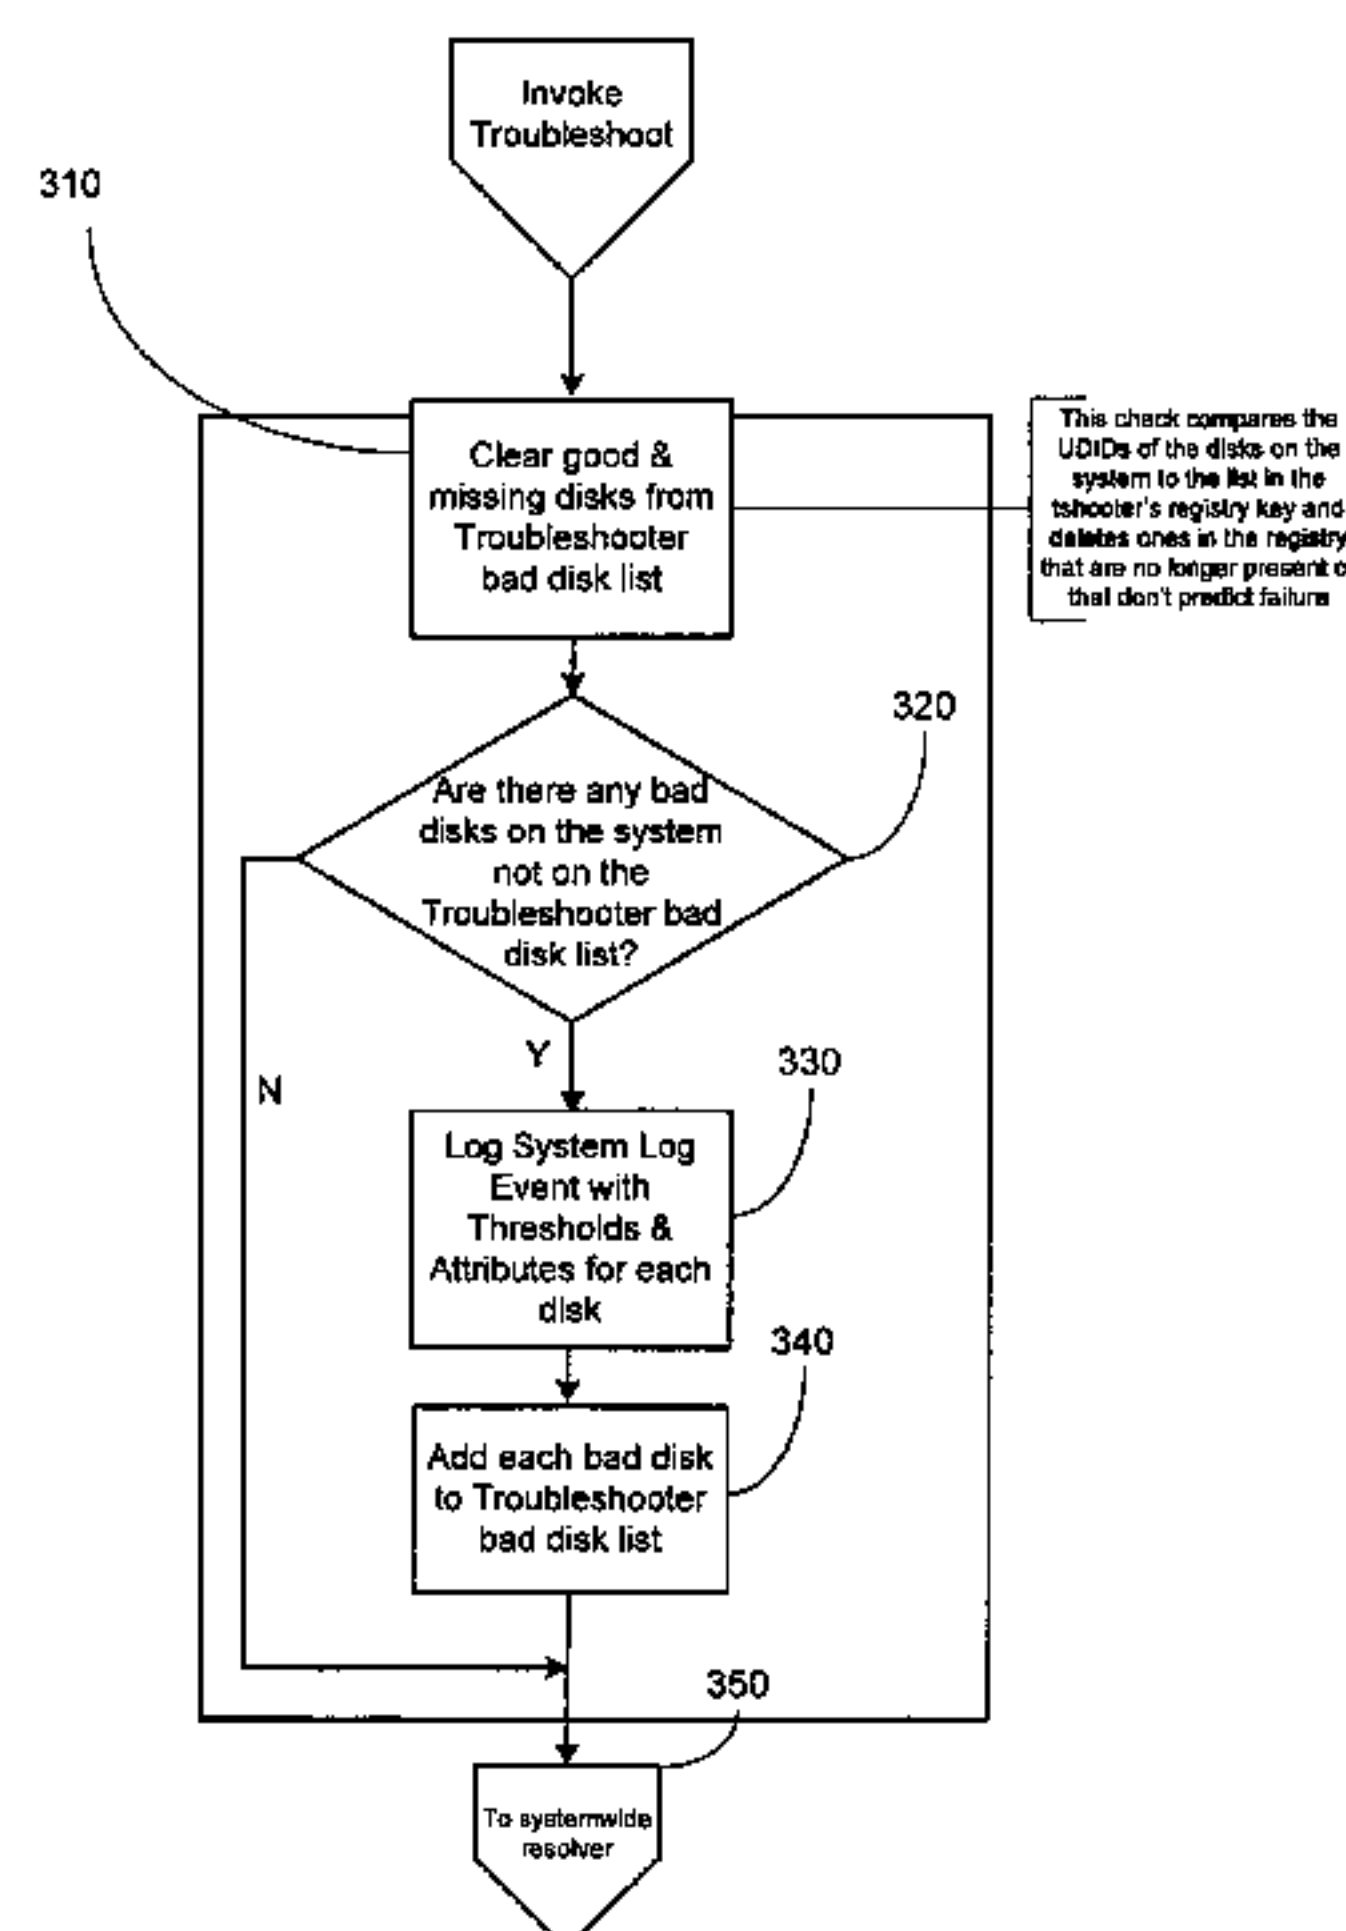 Invoke
Troubleshoot
310
Clear good &
missing disks from
Troubleshooter
bad disk list
This check compares the
UDIDs of the disks on the
system to the list in the
tshooter's registry key and
deletes ones in the registry
that are no longer present
that don't predict failure
320
Are there any bad
disks on the system
not on the
Troubleshooter bad
disk list?
Y
N
330
Log System Log
Event with
Thresholds &
Attributes for each
disk
340
Add each bad disk
to Troubleshooter
bad disk list
350
To systemwide
resolver